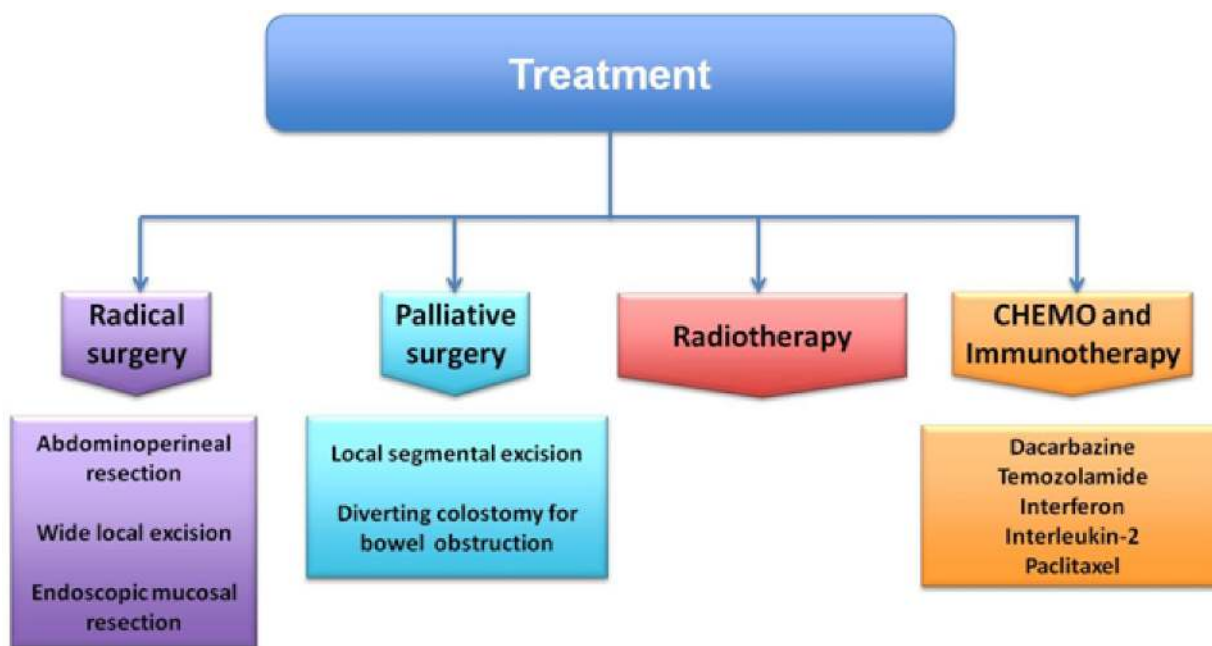 Treatment
Radical
surgery
Abdominoperineal
resection
Wide local excision
Endoscopic mucosal
resection
Palliative
surgery
Local segmental excision
Diverting colostomy for
bowel obstruction
Radiotherapy
CHEMO and
Immunotherapy
Dacarbazine
Temozolamide
Interferon
Interleukin-2
Paclitaxel